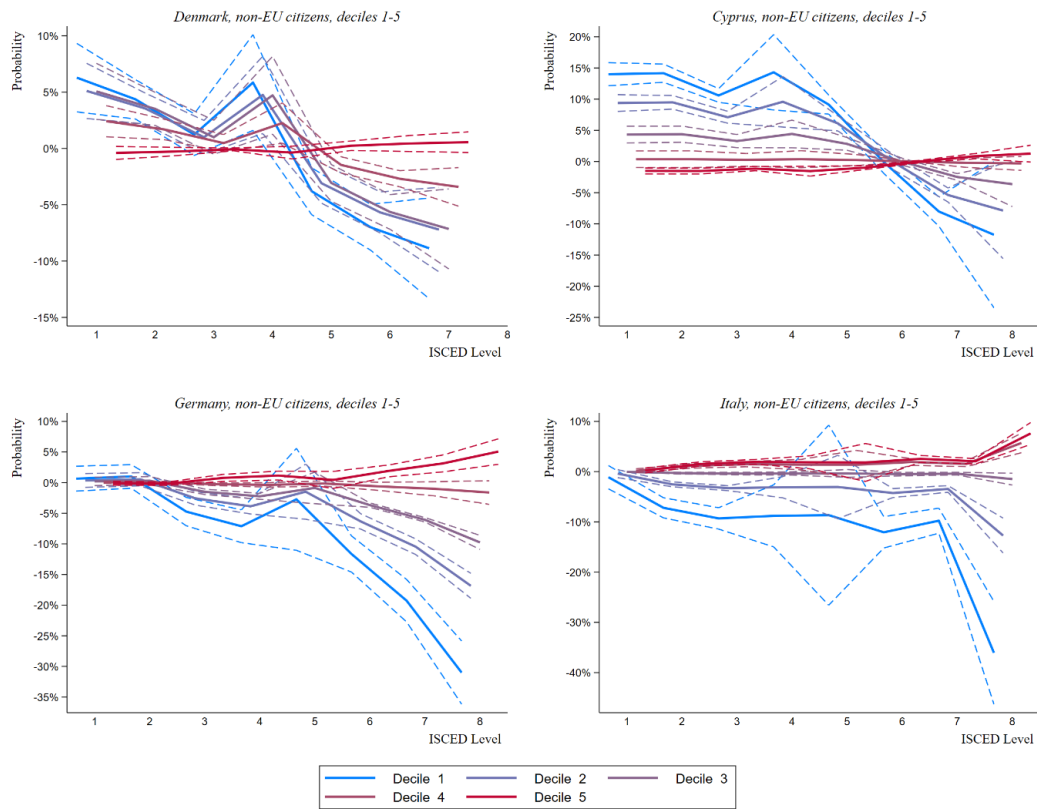 Denmark, non-EU citizens, deciles 1-5
Probability
10%
5%
0%
-5%
-10%
-15%
1 2 3 4 5 6 7 8
ISCED Level
Cyprus, non-EU citizens, deciles 1-5
Probability
20%
15%
10%
5%
0%
-5%
-10%
-15%
-20%
-25%
1 2 3 4 5 6 7 8
ISCED Level
Germany, non-EU citizens, deciles 1-5
Probability
10%
5%
0%
-5%
-10%
-15%
-20%
-25%
-30%
-35%
1 2 3 4 5 6 7 8
ISCED Level
Italy, non-EU citizens, deciles 1-5
Probability
10%
0%
-10%
-20%
-30%
-40%
1 2 3 4 5 6 7 8
ISCED Level
Decile 1 Decile 2 Decile 3
Decile 4 Decile 5